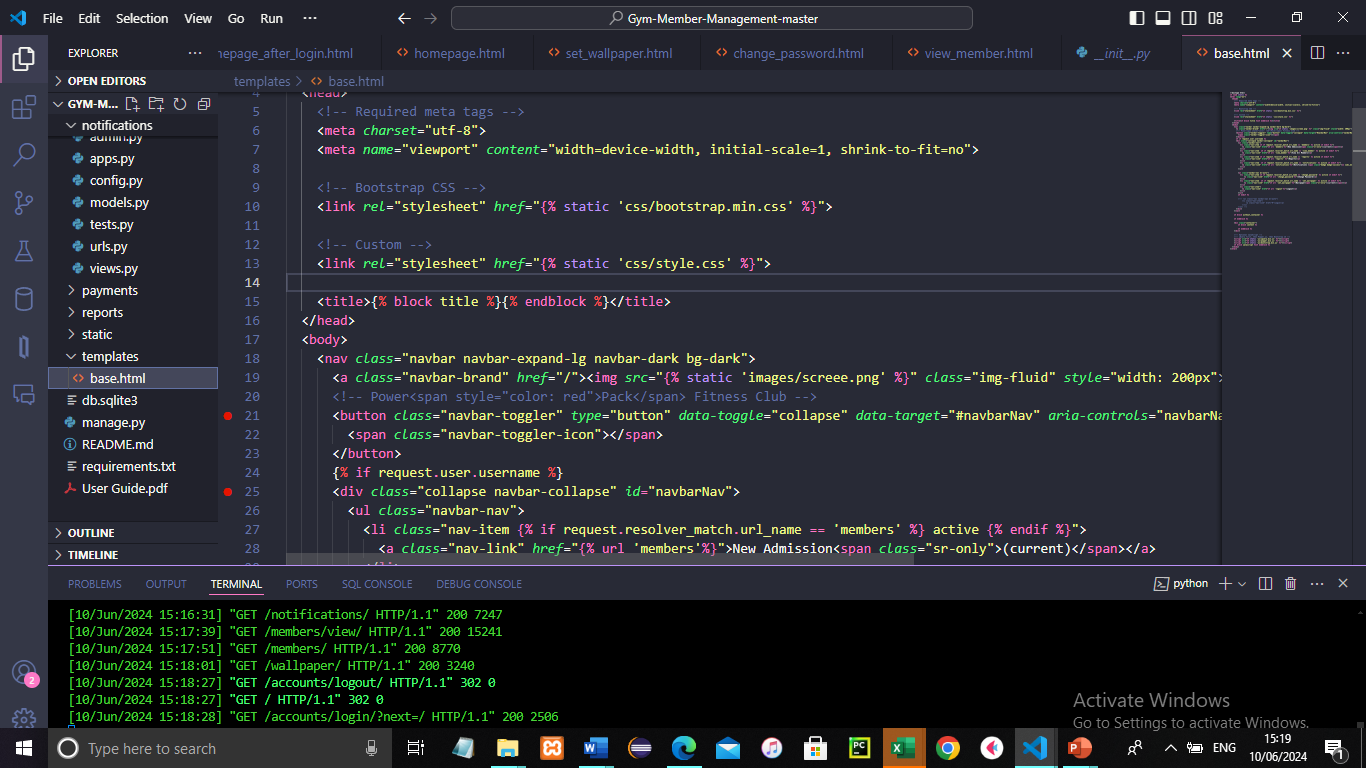 File Edit Selection View Go Run ···
Gym-Member-Management-master
EXPLORER ···
nepage_after_login.html
homepage.html
set_wallpaper.html
change_password.html
view_member.html
__init__.py
base.html
OPEN EDITORS
templates > base.html
GYM-M...
notifications
admin.py
apps.py
config.py
models.py
tests.py
urls.py
views.py
payments
reports
static
templates
base.html
db.sqlite3
manage.py
README.md
requirements.txt
User Guide.pdf
OUTLINE
TIMELINE
4 <head>
5 <!-- Required meta tags -->
6 <meta charset="utf-8">
7 <meta name="viewport" content="width=device-width, initial-scale=1, shrink-to-fit=no">
8
9 <!-- Bootstrap CSS -->
10 <link rel="stylesheet" href="{% static 'css/bootstrap.min.css' %}">
11
12 <!-- Custom -->
13 <link rel="stylesheet" href="{% static 'css/style.css' %}">
14
15 <title>{% block title %}{% endblock %}</title>
16 </head>
17 <body>
18 <nav class="navbar navbar-expand-lg navbar-dark bg-dark">
19 <a class="navbar-brand" href="/"><img src="{% static 'images/screee.png' %}" class="img-fluid" style="width: 200px"
20 <!-- Power<span style="color: red">Pack</span> Fitness Club -->
21 <button class="navbar-toggler" type="button" data-toggle="collapse" data-target="#navbarNav" aria-controls="navbarNa
22 <span class="navbar-toggler-icon"></span>
23 </button>
24 {% if request.user.username %}
25 <div class="collapse navbar-collapse" id="navbarNav">
26 <ul class="navbar-nav">
27 <li class="nav-item {% if request.resolver_match.url_name == 'members' %} active {% endif %}">
28 <a class="nav-link" href="{% url 'members'%}">New Admission<span class="sr-only">(current)</span></a>
29 </li>
PROBLEMS OUTPUT TERMINAL PORTS SQL CONSOLE DEBUG CONSOLE
python
[10/Jun/2024 15:16:31] "GET /notifications/ HTTP/1.1" 200 7247
[10/Jun/2024 15:17:39] "GET /members/view/ HTTP/1.1" 200 15241
[10/Jun/2024 15:17:51] "GET /members/ HTTP/1.1" 200 8770
[10/Jun/2024 15:18:01] "GET /wallpaper/ HTTP/1.1" 200 3240
[10/Jun/2024 15:18:27] "GET /accounts/logout/ HTTP/1.1" 302 0
[10/Jun/2024 15:18:27] "GET / HTTP/1.1" 302 0
[10/Jun/2024 15:18:28] "GET /accounts/login/?next=/ HTTP/1.1" 200 2506
Activate Windows
Go to Settings to activate Windows.
2
Type here to search
ENG
15:19
10/06/2024
1